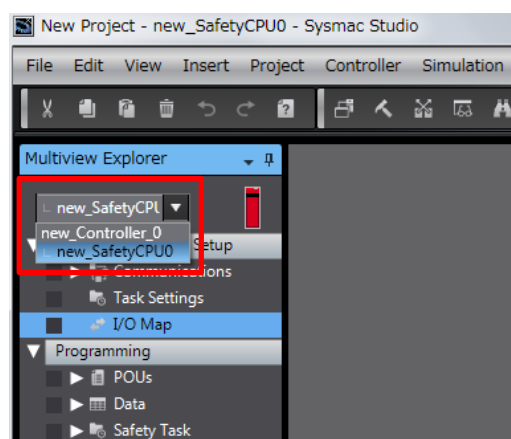 New Project - new_SafetyCPU0 - Sysmac Studio
File Edit View Insert Project Controller Simulation
Multiview Explorer
new_SafetyCPU
new_Controller_0
new_SafetyCPU0 Setup
Communications
Task Settings
I/O Map
Programming
POUs
Data
Safety Task